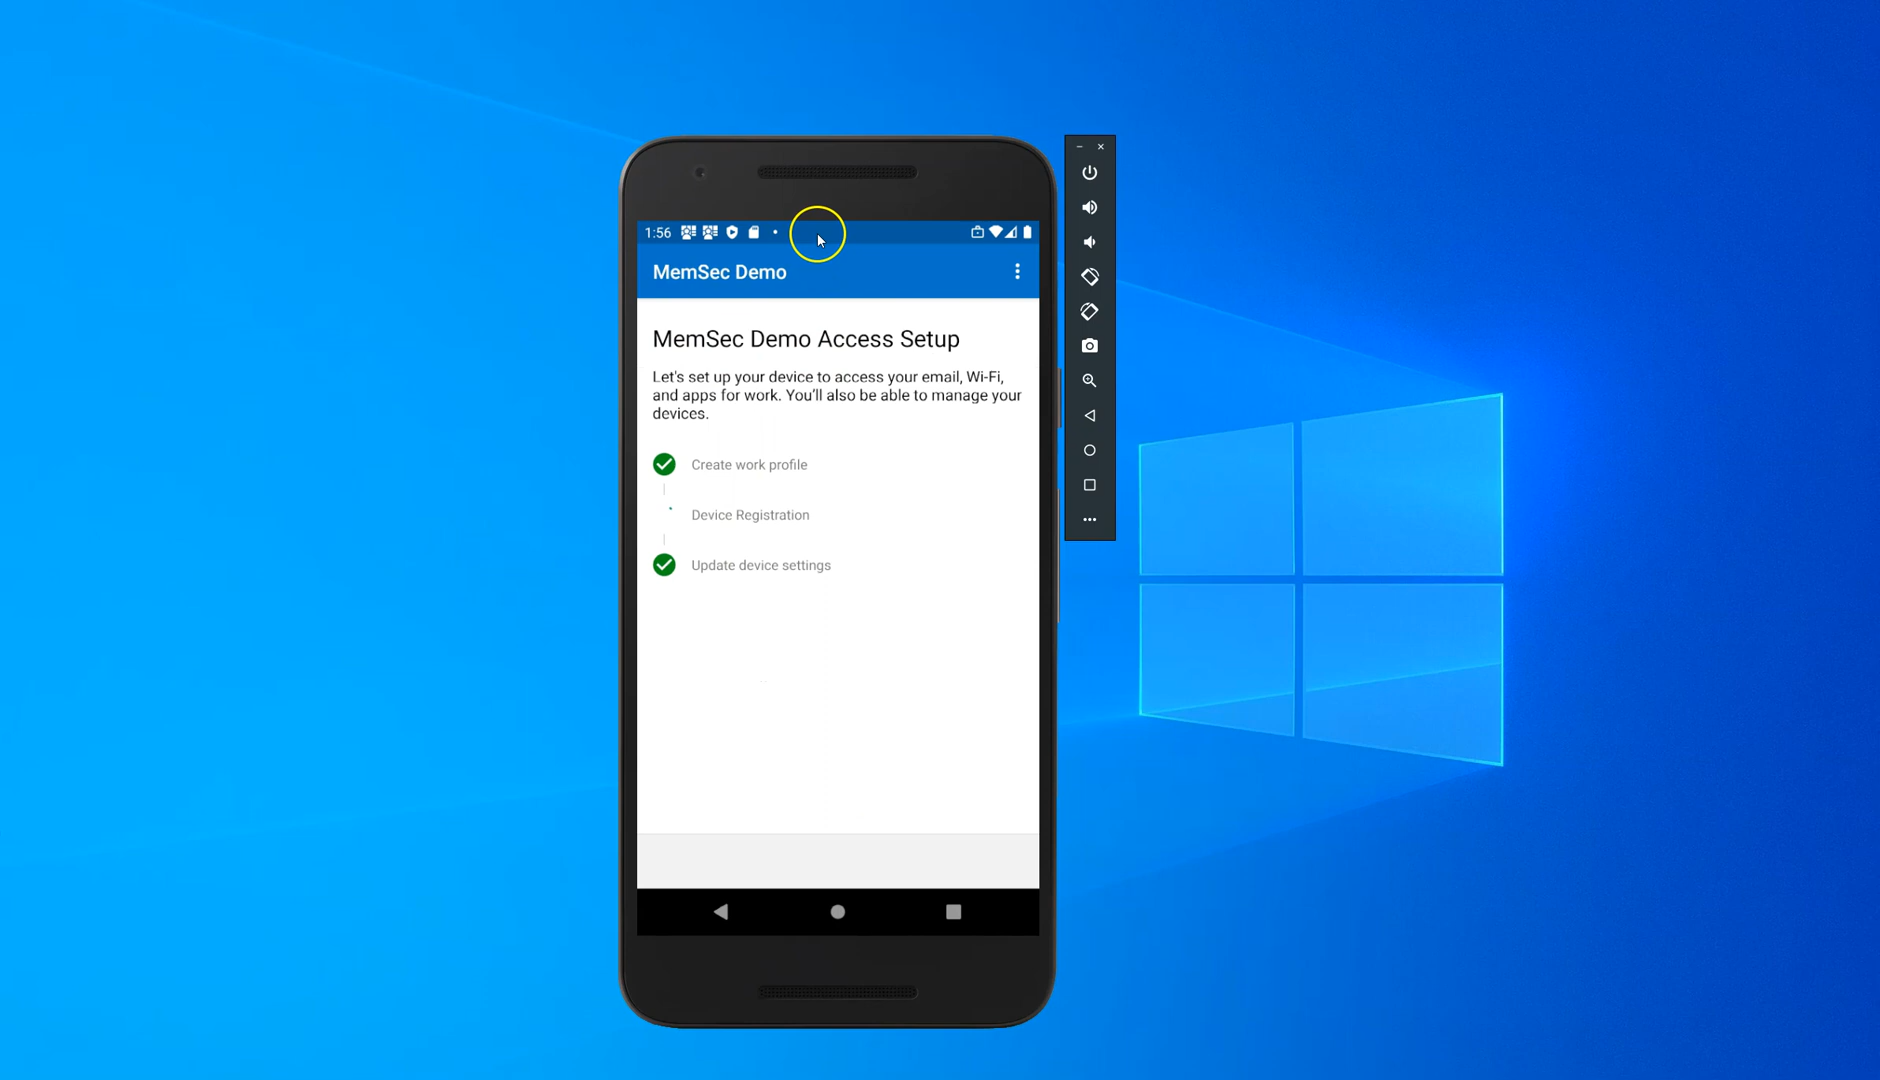 1:56
MemSec Demo
MemSec Demo Access Setup
Let's set up your device to access your email, Wi-Fi,
and apps for work. You’ll also be able to manage your
devices.
Create work profile
Device Registration
Update device settings